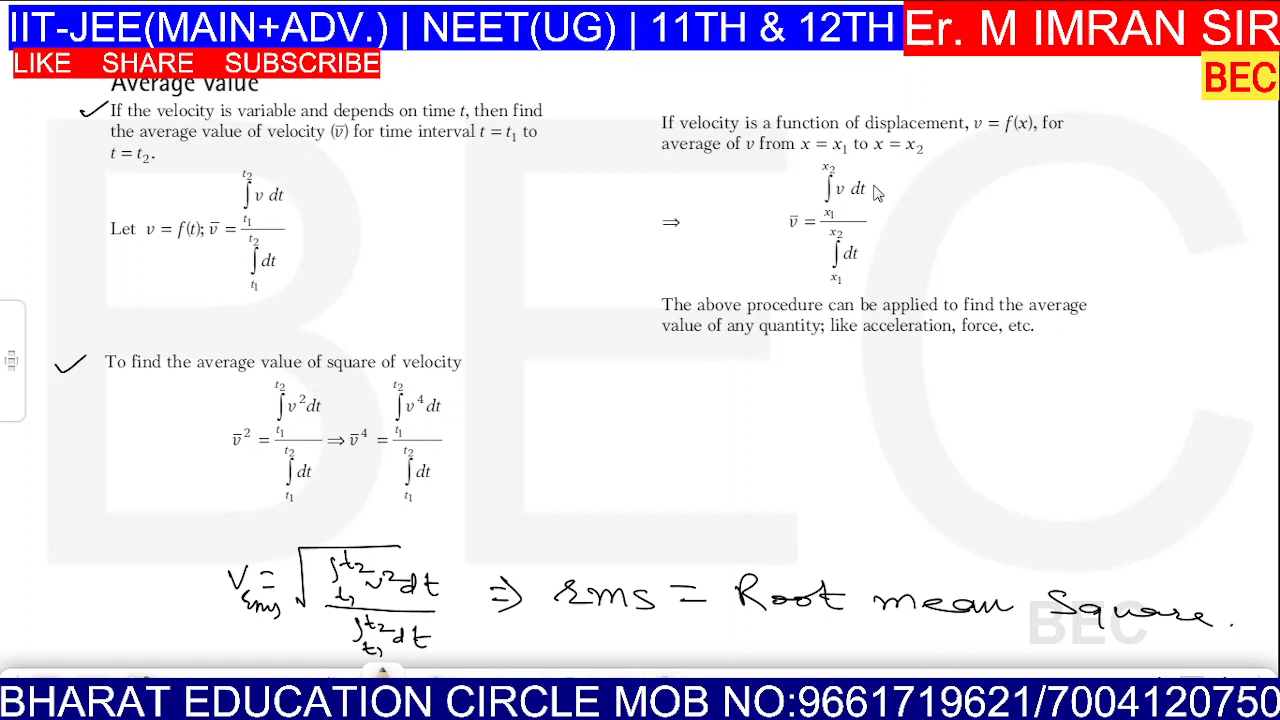 IIT-JEE(MAIN+ADV.) | NEET(UG) | 11TH & 12TH Er. M IMRAN SIR
LIKE SHARE SUBSCRIBE
BEC
Average Value
If the velocity is variable and depends on time t, then find
the average value of velocity (v̅) for time interval t = t₁ to
t = t₂.
Let v = f(t); v̅ = ∫_{t₁}^{t₂} v dt / ∫_{t₁}^{t₂} dt
To find the average value of square of velocity
v̅² = ∫_{t₁}^{t₂} v² dt / ∫_{t₁}^{t₂} dt ⇒ v̅⁴ = ∫_{t₁}^{t₂} v⁴ dt / ∫_{t₁}^{t₂} dt
If velocity is a function of displacement, v = f(x), for
average of v from x = x₁ to x = x₂
⇒ v̅ = ∫_{x₁}^{x₂} v dt / ∫_{x₁}^{x₂} dt
The above procedure can be applied to find the average
value of any quantity; like acceleration, force, etc.
V_rms = √ ∫_{t₁}^{t₂} v² dt / ∫_{t₁}^{t₂} dt ⇒ rms = Root mean square.
BEC
BEC
BHARAT EDUCATION CIRCLE MOB NO:9661719621/7004120750